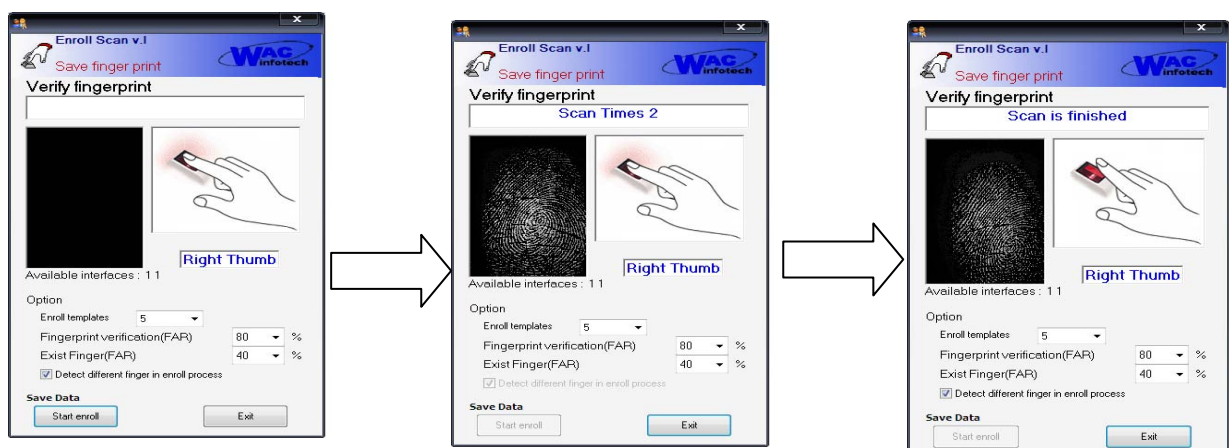 x
Enroll Scan v.I
Save finger print
WAC
Infotech
Verify fingerprint
Right Thumb
Available interfaces : 1 1
Option
Enroll templates 5
Fingerprint verification(FAR) 80 %
Exist Finger(FAR) 40 %
Detect different finger in enroll process
Save Data
Start enroll Exit
x
Enroll Scan v.I
Save finger print
WAC
Infotech
Verify fingerprint
Scan Times 2
Right Thumb
Available interfaces : 1 1
Option
Enroll templates 5
Fingerprint verification(FAR) 80 %
Exist Finger(FAR) 40 %
Detect different finger in enroll process
Save Data
Start enroll Exit
x
Enroll Scan v.I
Save finger print
WAC
Infotech
Verify fingerprint
Scan is finished
Right Thumb
Available interfaces : 1 1
Option
Enroll templates 5
Fingerprint verification(FAR) 80 %
Exist Finger(FAR) 40 %
Detect different finger in enroll process
Save Data
Start enroll Exit